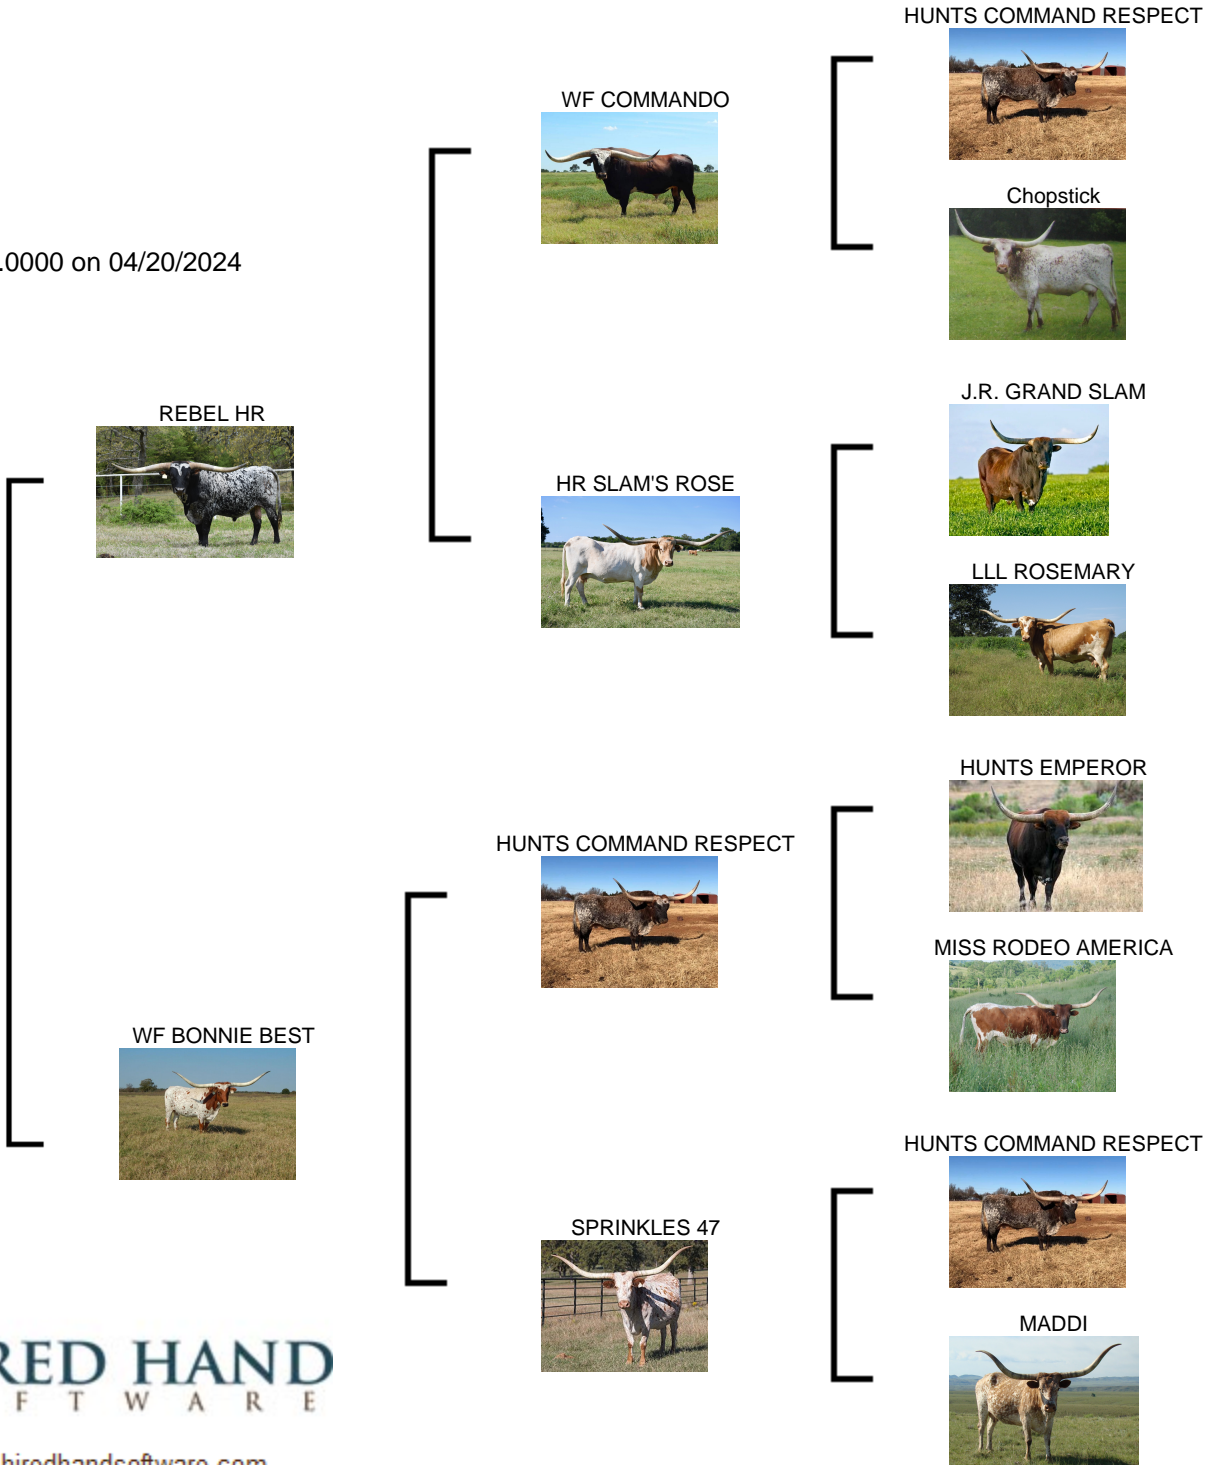 HUNTS COMMAND RESPECT
WF COMMANDO
Chopstick
.0000 on 04/20/2024
J.R. GRAND SLAM
REBEL HR
HR SLAM'S ROSE
LLL ROSEMARY
HUNTS EMPEROR
HUNTS COMMAND RESPECT
MISS RODEO AMERICA
WF BONNIE BEST
HUNTS COMMAND RESPECT
SPRINKLES 47
MADDI
RED HAND
F T W A R E
hiredhandsoftware.com